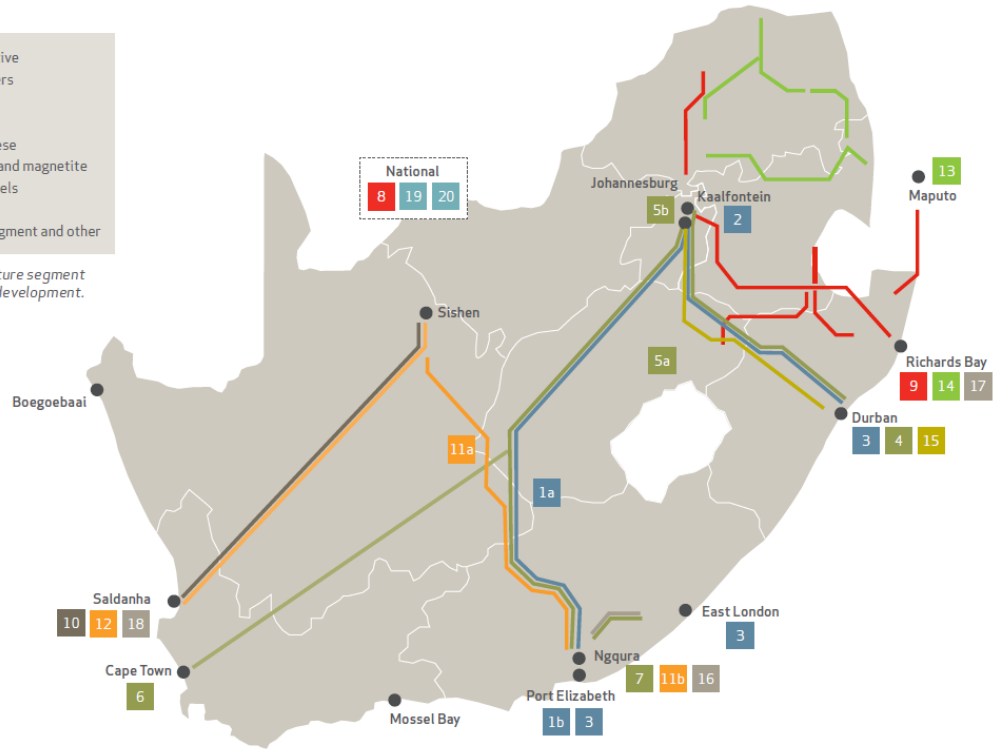 ive
ers
ese
and magnetite
els
gment and other
ture segment
development.
National
8 19 20
Johannesburg
Kaalfontein
5b
2
13
Maputo
Sishen
Boegoebaai
5a
Richards Bay
9 14 17
Durban
3 4 15
11a
1a
Saldanha
10 12 18
East London
3
Cape Town
6
Ngqura
7 11b 16
Port Elizabeth
1b 3
Mossel Bay